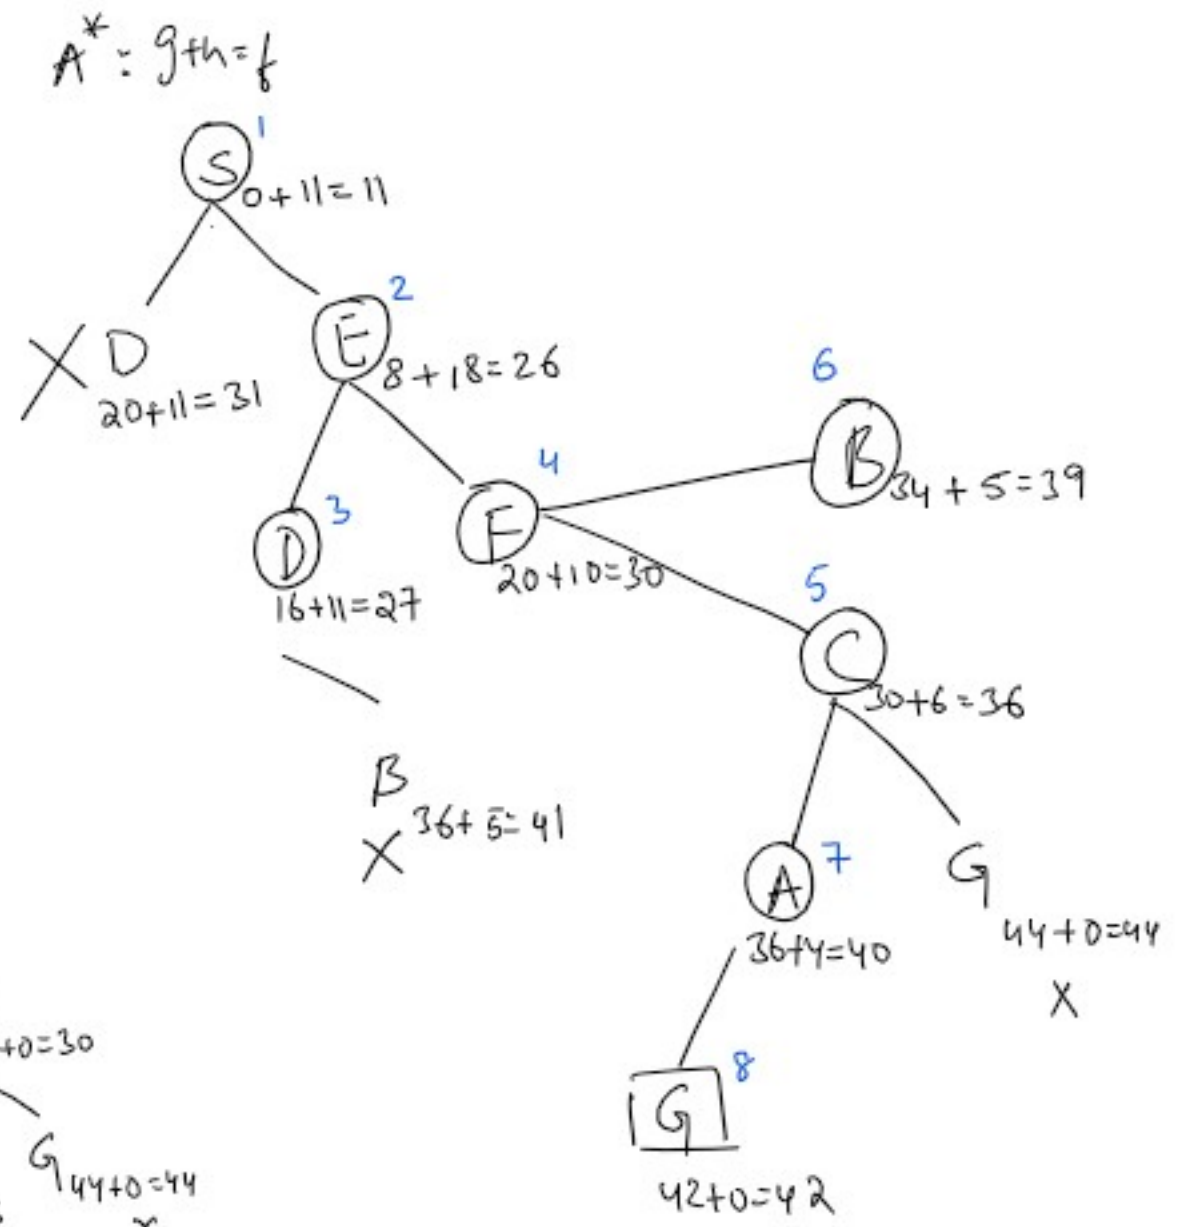 A* : g+h=f
1
S
0+11=11
2
E
8+18=26
X D
20+11=31
6
B
34+5=39
4
F
20+10=30
3
D
16+11=27
5
C
30+6=36
B
X
36+5=41
A
7
36+4=40
G
44+0=44
X
+0=30
G
8
42+0=42
G
44+0=44